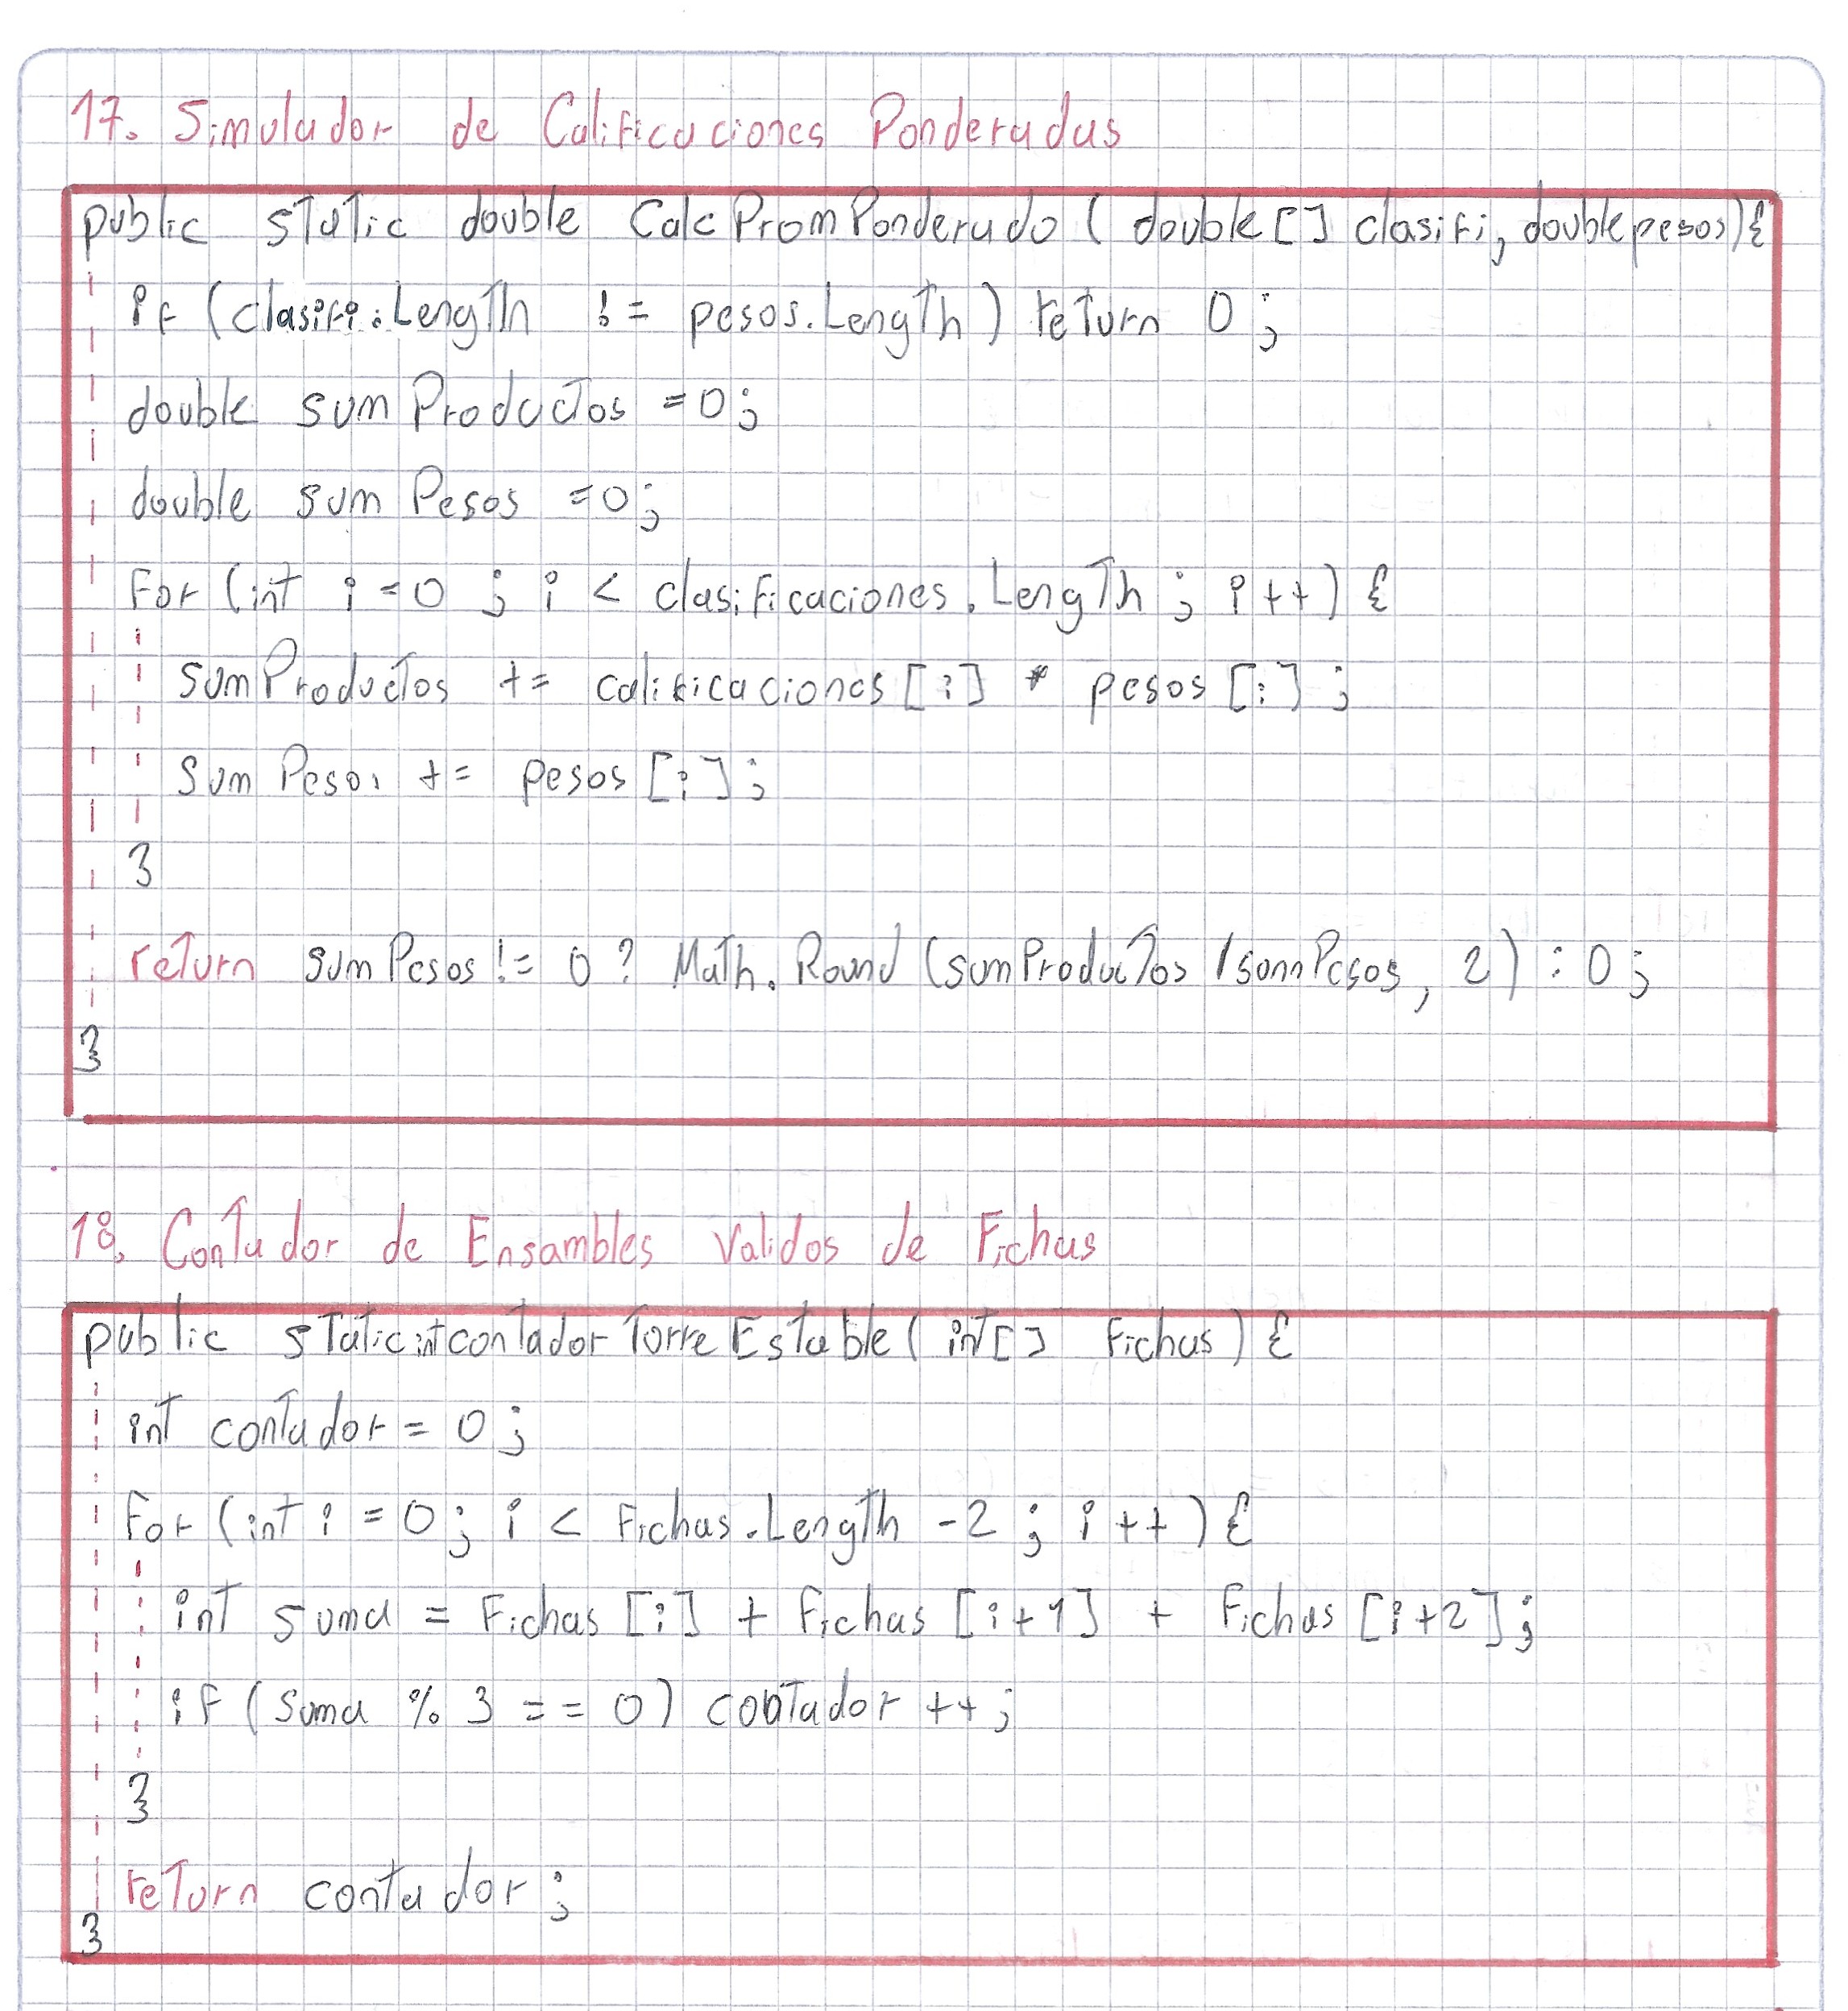 17. Simulador de Calificaciones Ponderadas
public static double CalcPromPonderado ( double [] clasifi, double pesos) {
if (clasifi.Length != pesos.Length) return 0 ;
double sumProductos = 0;
double sumPesos = 0;
for (int i = 0 ; i < clasificaciones.Length ; i++) {
sumProductos += calificaciones [i] * pesos [i] ;
sumPesos += pesos [i] ;
}
return sumPesos != 0 ? Math.Round (sumProductos / sumPesos, 2) : 0 ;
}
18. Contador de Ensambles Validos de Fichas
public static int contador Torre Estable ( int [] Fichas) {
int contador = 0 ;
for (int i = 0 ; i < Fichas.Length - 2 ; i ++ ) {
int suma = Fichas [i] + Fichas [i+1] + Fichas [i+2] ;
if (suma % 3 == 0) contador ++ ;
}
return contador ;
}